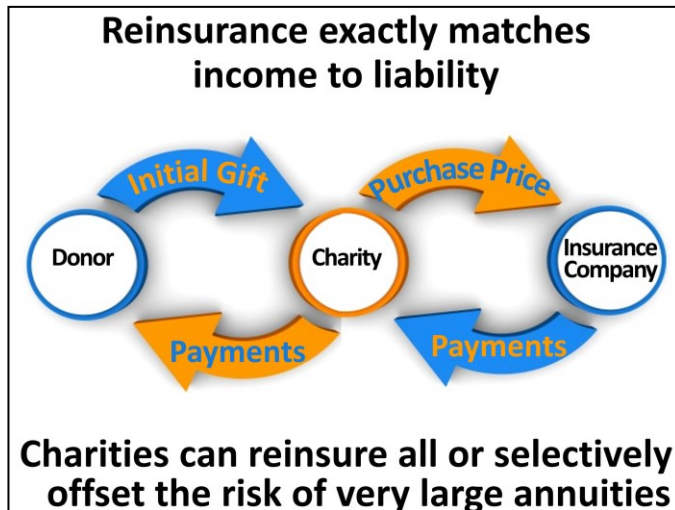 Reinsurance exactly matches
income to liability
Initial Gift
Purchase Price
Donor
Charity
Insurance
Company
Payments
Payments
Charities can reinsure all or selectively
offset the risk of very large annuities